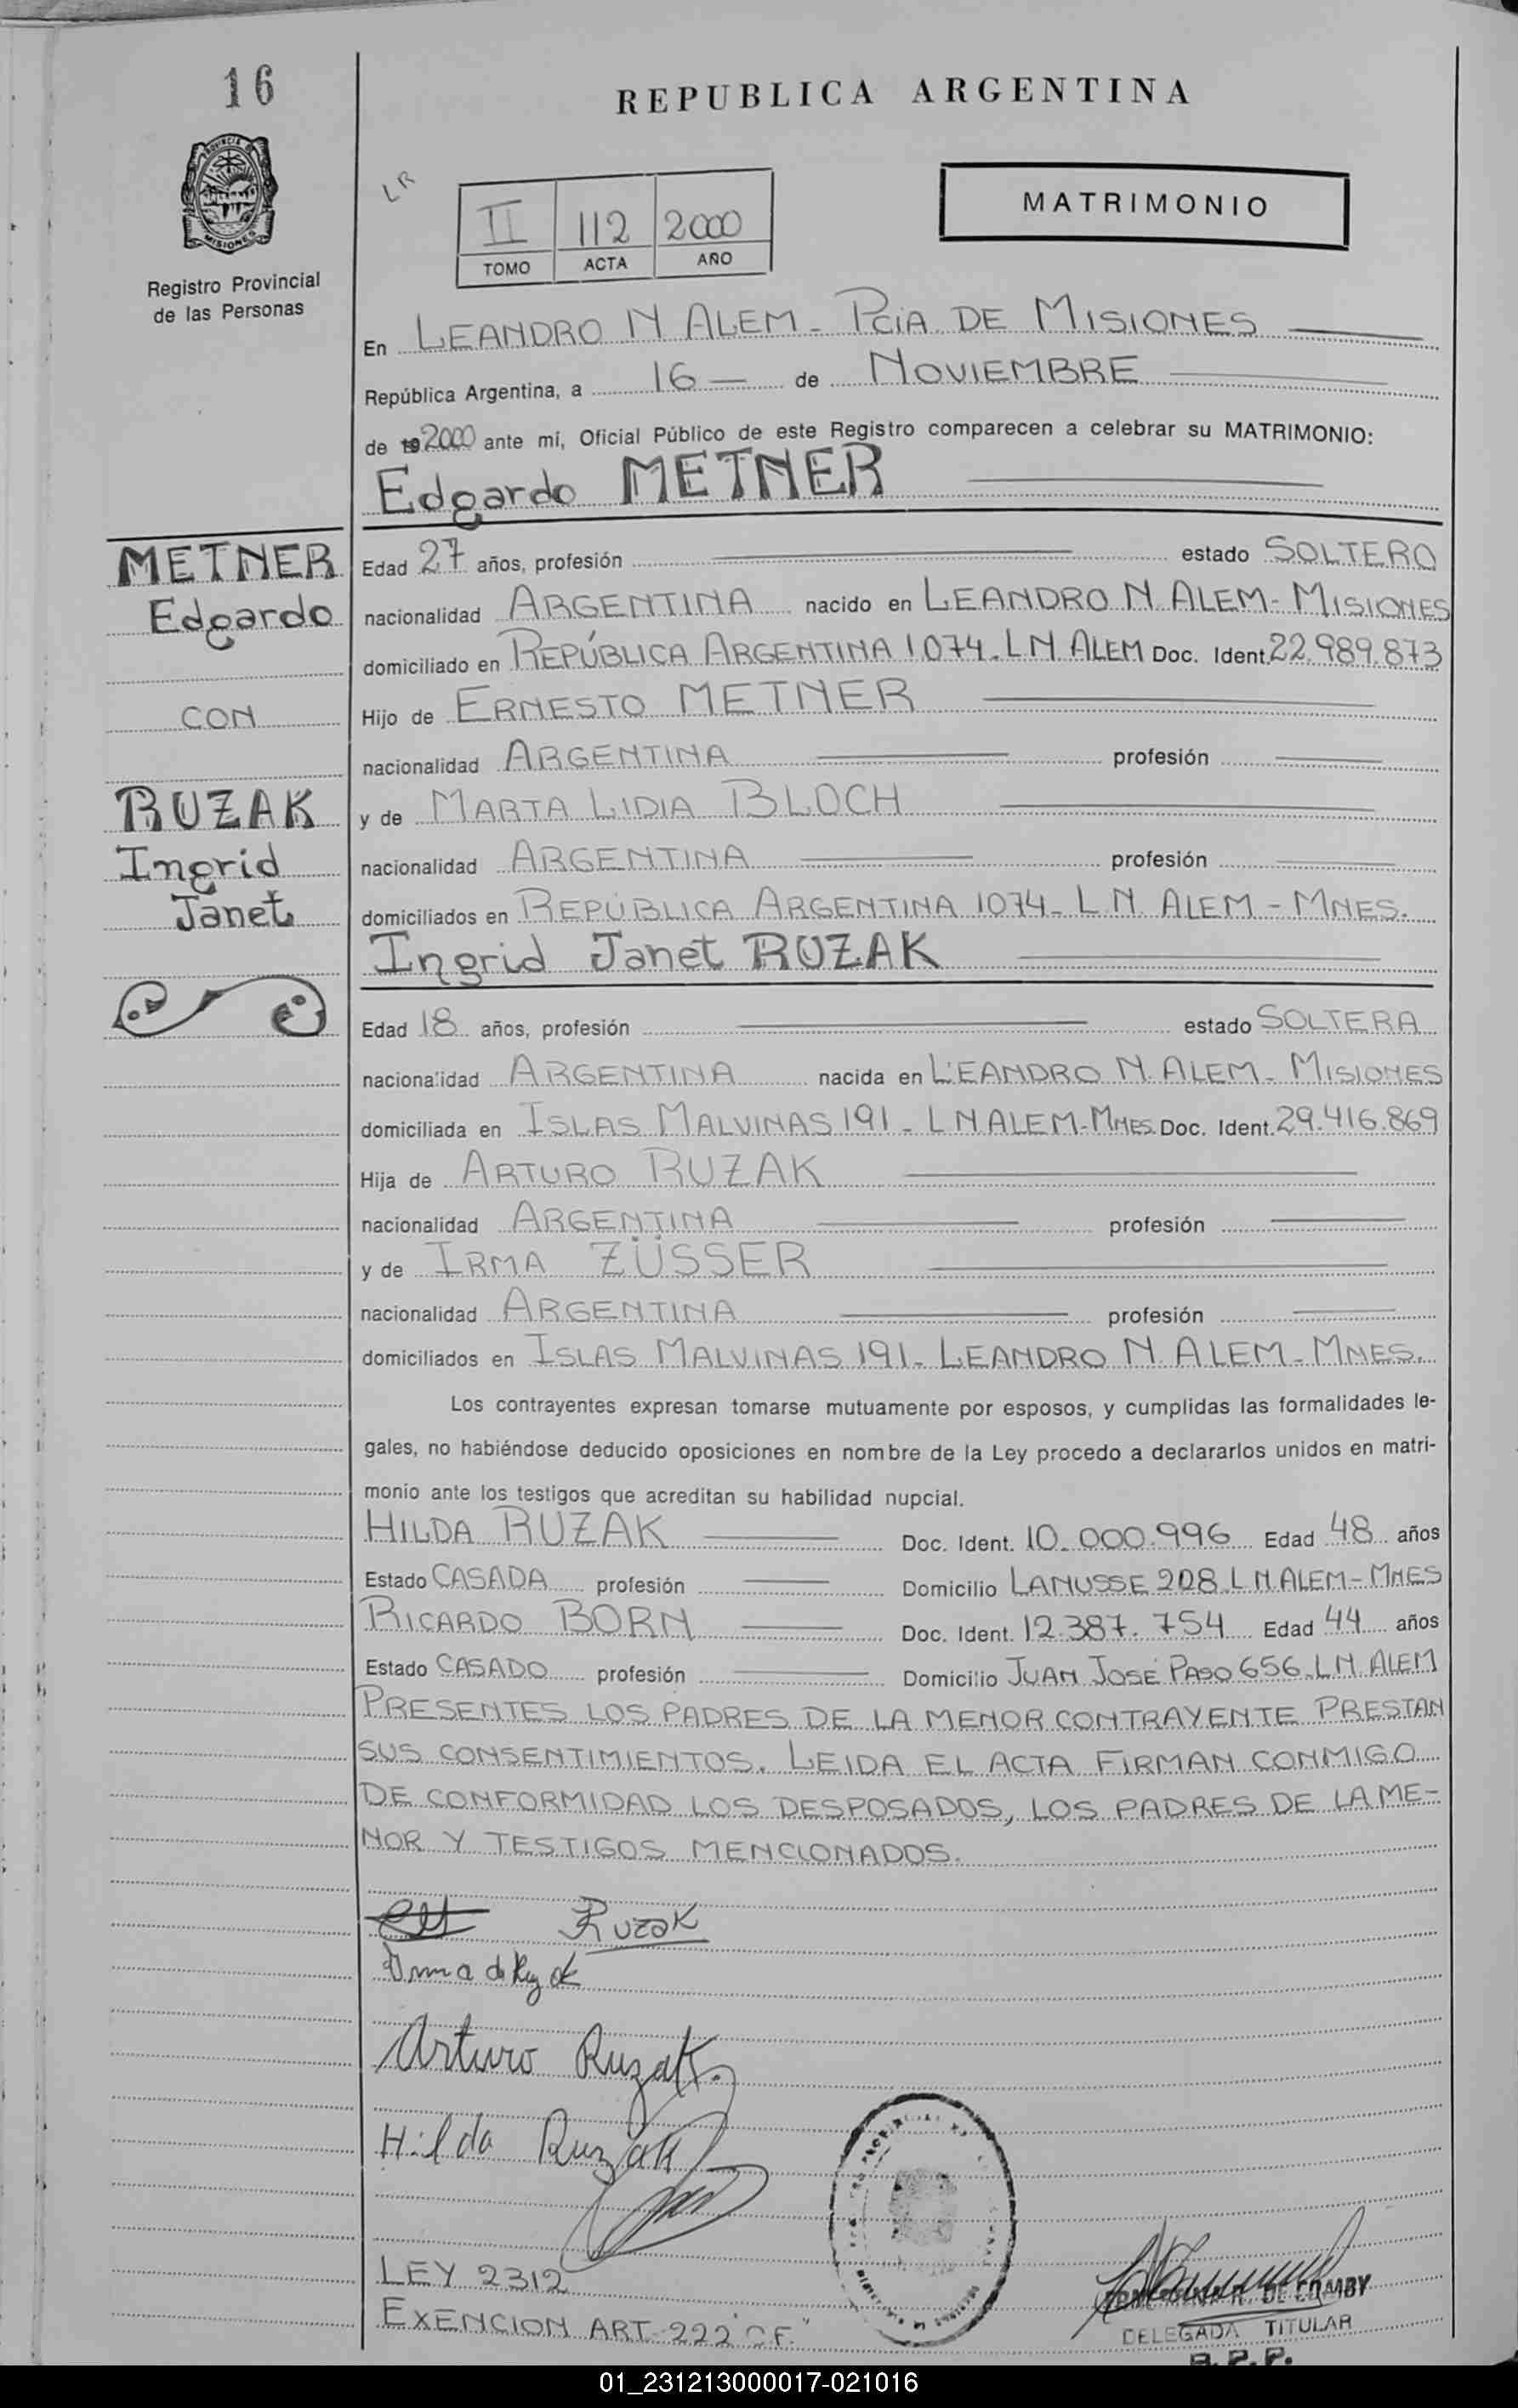 16
REPUBLICA ARGENTINA
PROVINCIA DE
MISIONES
Registro Provincial
de las Personas
LR
II 112 2000
TOMO ACTA AÑO
MATRIMONIO
En LEANDRO N ALEM - PCIA DE MISIONES
República Argentina, a 16 — de NOVIEMBRE
de 19 2000 ante mí, Oficial Público de este Registro comparecen a celebrar su MATRIMONIO:
Edgardo METNER
METNER
Edgardo
CON
RUZAK
Ingrid
Janet
Edad 27 años, profesión — estado SOLTERO
nacionalidad ARGENTINA nacido en LEANDRO N. ALEM - MISIONES
domiciliado en REPÚBLICA ARGENTINA 1074. L N ALEM Doc. Ident. 22.989.873
Hijo de ERNESTO METNER
nacionalidad ARGENTINA — profesión —
y de MARTA LIDIA BLOCH
nacionalidad ARGENTINA — profesión —
domiciliados en REPÚBLICA ARGENTINA 1074 - L N. ALEM - MNES.
Ingrid Janet RUZAK
Edad 18 años, profesión — estado SOLTERA
nacionalidad ARGENTINA nacida en LEANDRO N. ALEM - MISIONES
domiciliada en ISLAS MALVINAS 191 - L N ALEM - MNES. Doc. Ident. 29.416.869
Hija de ARTURO RUZAK
nacionalidad ARGENTINA — profesión —
y de IRMA ZÜSSER
nacionalidad ARGENTINA — profesión —
domiciliados en ISLAS MALVINAS 191 - LEANDRO N. ALEM - MNES.
Los contrayentes expresan tomarse mutuamente por esposos, y cumplidas las formalidades le-
gales, no habiéndose deducido oposiciones en nombre de la Ley procedo a declararlos unidos en matri-
monio ante los testigos que acreditan su habilidad nupcial.
HILDA RUZAK — Doc. Ident. 10.000.996 Edad 48 años
Estado CASADA profesión — Domicilio LANUSSE 208. L N. ALEM - MNES
RICARDO BORN — Doc. Ident. 12.387.754 Edad 44 años
Estado CASADO profesión — Domicilio JUAN JOSÉ PASO 656. L N. ALEM
PRESENTES LOS PADRES DE LA MENOR CONTRAYENTE PRESTAN
SUS CONSENTIMIENTOS. LEIDA EL ACTA FIRMAN CONMIGO
DE CONFORMIDAD LOS DESPOSADOS, LOS PADRES DE LA ME-
NOR Y TESTIGOS MENCIONADOS.
Ruzak
Irma de Ruzak
Arturo Ruzak.
Hilda Ruzak
LEY 2312
EXENCION ART. 222 C F.
DE COMBY
DELEGADA TITULAR
R.P.P.
01_231213000017-021016